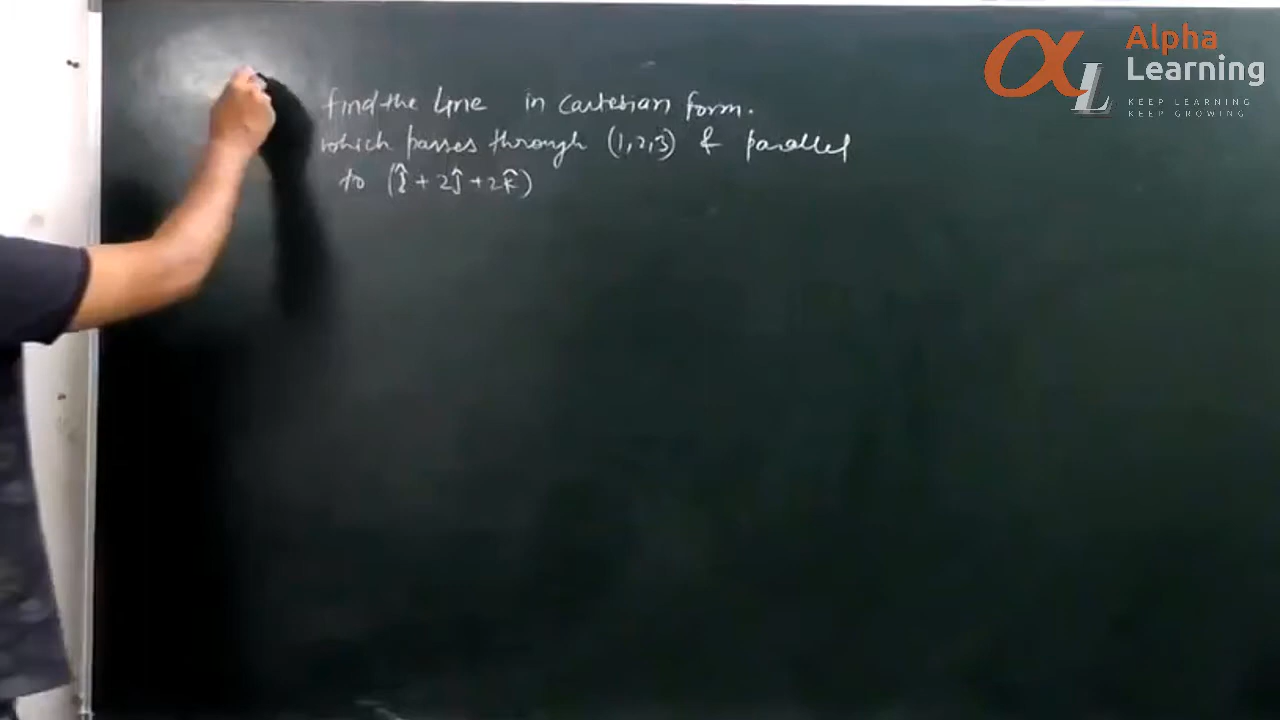 find the line in Cartesian form.
which passes through (1,2,3) & parallel
to (î + 2ĵ + 2k̂)
Alpha
Learning
KEEP LEARNING
KEEP GROWING
αL